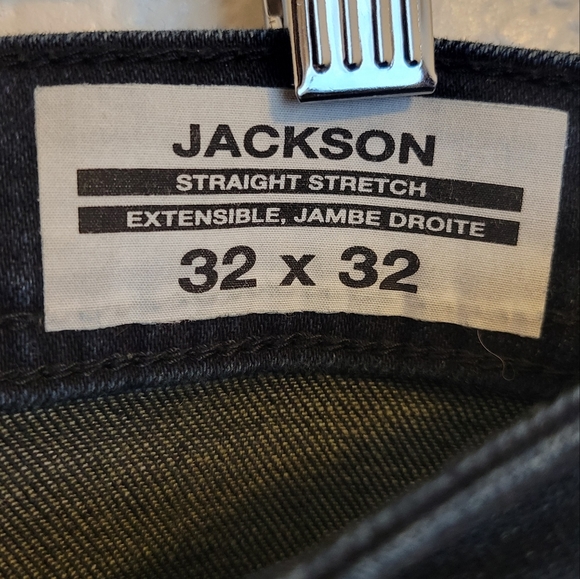 JACKSON
STRAIGHT STRETCH
EXTENSIBLE, JAMBE DROITE
32 x 32